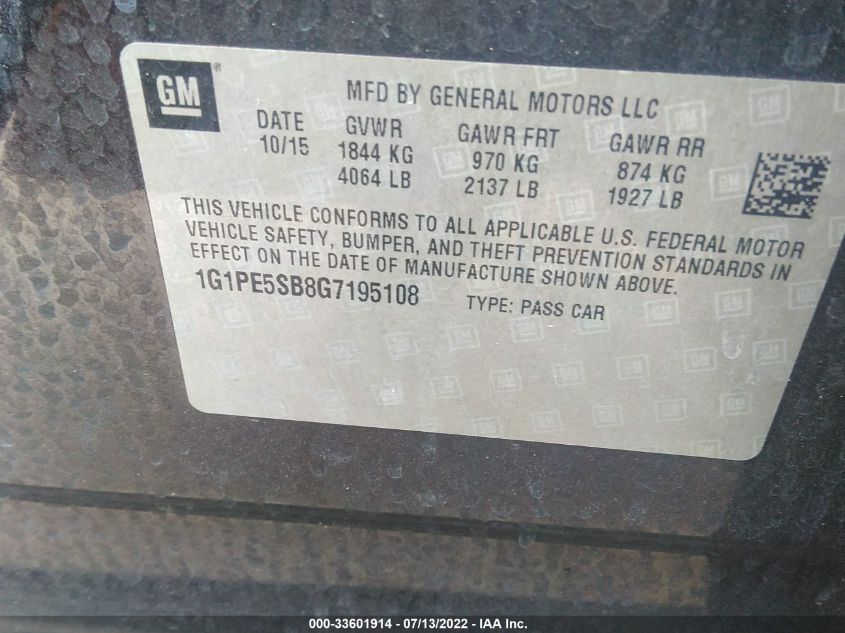 GM ® MFD BY GENERAL MOTORS LLC
DATE GVWR GAWR FRT GAWR RR
10/15 1844 KG 970 KG 874 KG
4064 LB 2137 LB 1927 LB
THIS VEHICLE CONFORMS TO ALL APPLICABLE U.S. FEDERAL MOTOR
VEHICLE SAFETY, BUMPER, AND THEFT PREVENTION STANDARDS IN
EFFECT ON THE DATE OF MANUFACTURE SHOWN ABOVE.
1G1PE5SB8G7195108 TYPE: PASS CAR
000-33601914 - 07/13/2022 - IAA Inc.